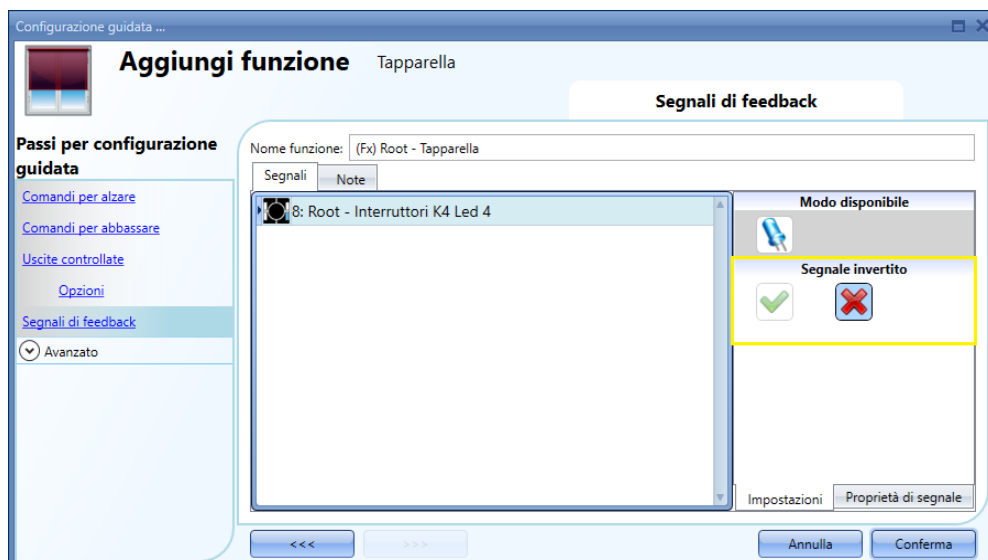 Configurazione guidata ...
Aggiungi funzione Tapparella
Segnali di feedback
Passi per configurazione
guidata
Comandi per alzare
Comandi per abbassare
Uscite controllate
Opzioni
Segnali di feedback
Avanzato
Nome funzione: (Fx) Root - Tapparella
Segnali Note
8: Root - Interruttori K4 Led 4
Modo disponibile
Segnale invertito
Impostazioni Proprietà di segnale
<<< >>> Annulla Conferma